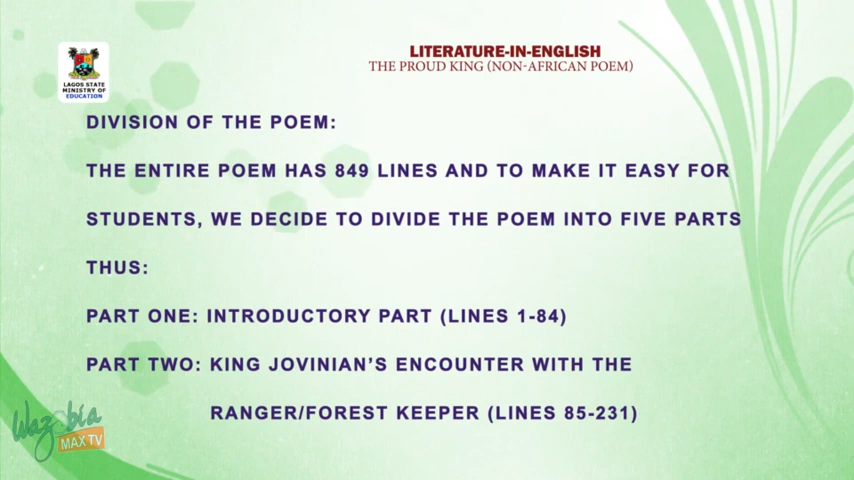 LITERATURE-IN-ENGLISH
THE PROUD KING (NON-AFRICAN POEM)
LAGOS STATE
MINISTRY OF
EDUCATION
DIVISION OF THE POEM:
THE ENTIRE POEM HAS 849 LINES AND TO MAKE IT EASY FOR
STUDENTS, WE DECIDE TO DIVIDE THE POEM INTO FIVE PARTS
THUS:
PART ONE: INTRODUCTORY PART (LINES 1-84)
PART TWO: KING JOVINIAN'S ENCOUNTER WITH THE
RANGER/FOREST KEEPER (LINES 85-231)
Wazobia
MAX TV